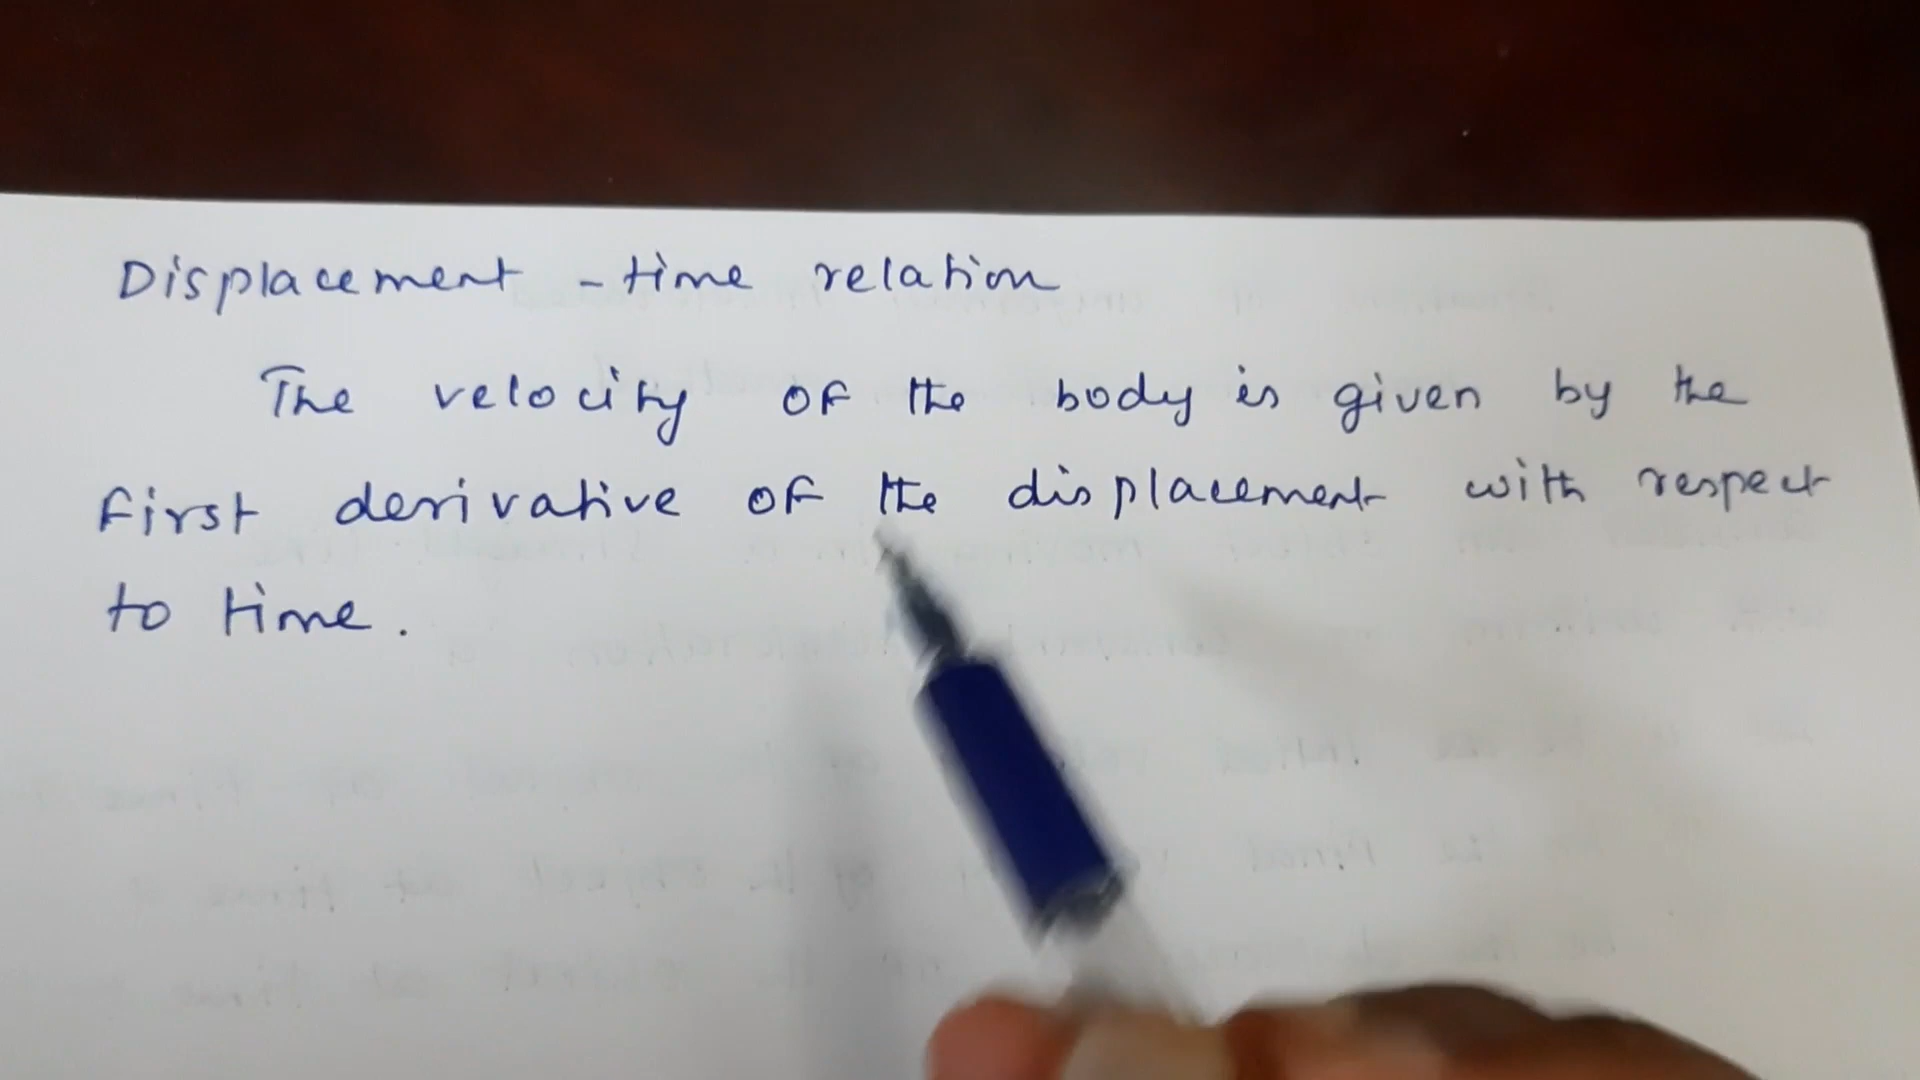 Displacement - time relation
The velocity of the body is given by the
first derivative of the displacement with respect
to time.